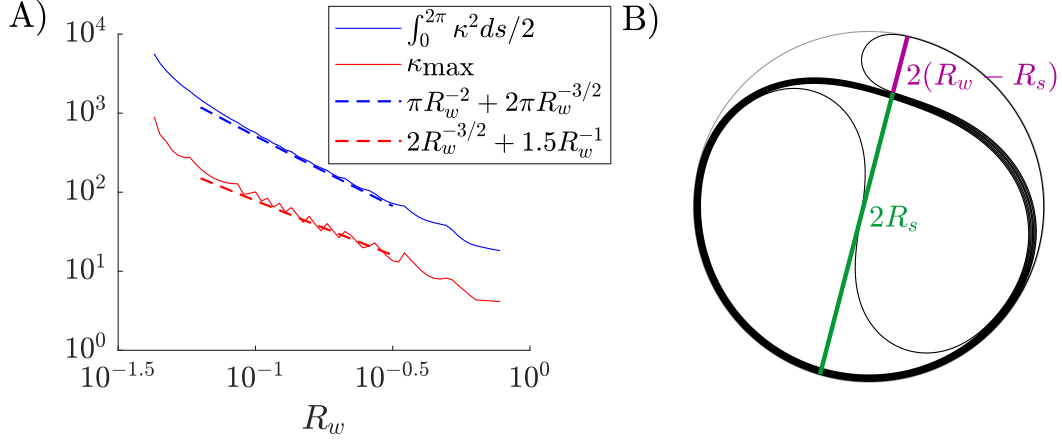 A)
10^4
10^3
10^2
10^1
10^0
10^{-1.5}
10^{-1}
10^{-0.5}
10^0
R_w
∫_0^{2π} κ^2 ds/2
κ_max
πR_w^{-2} + 2πR_w^{-3/2}
2R_w^{-3/2} + 1.5R_w^{-1}
B)
2(R_w − R_s)
2R_s